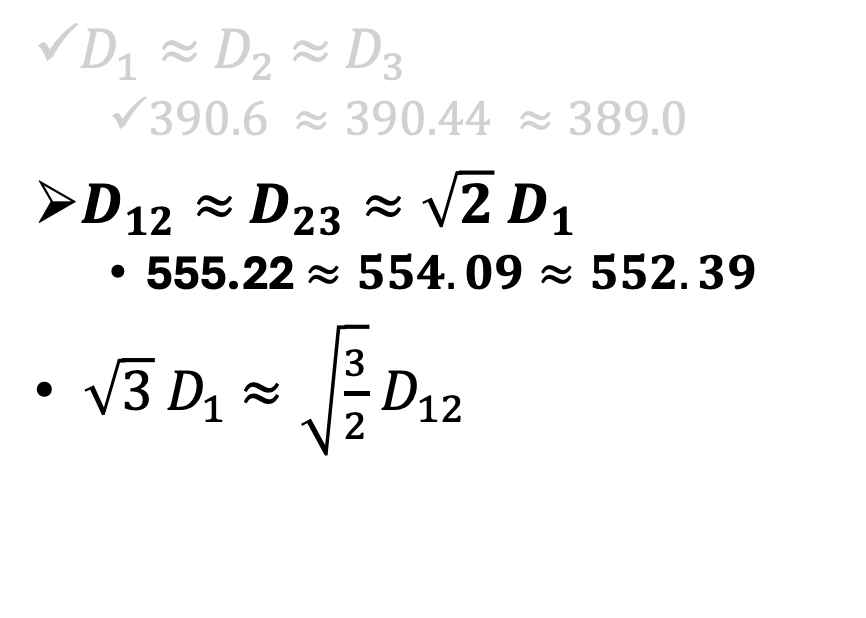 ✓D₁ ≈ D₂ ≈ D₃
✓390.6 ≈ 390.44 ≈ 389.0
➢D₁₂ ≈ D₂₃ ≈ √2 D₁
• 555.22 ≈ 554.09 ≈ 552.39
• √3 D₁ ≈ √(3/2) D₁₂